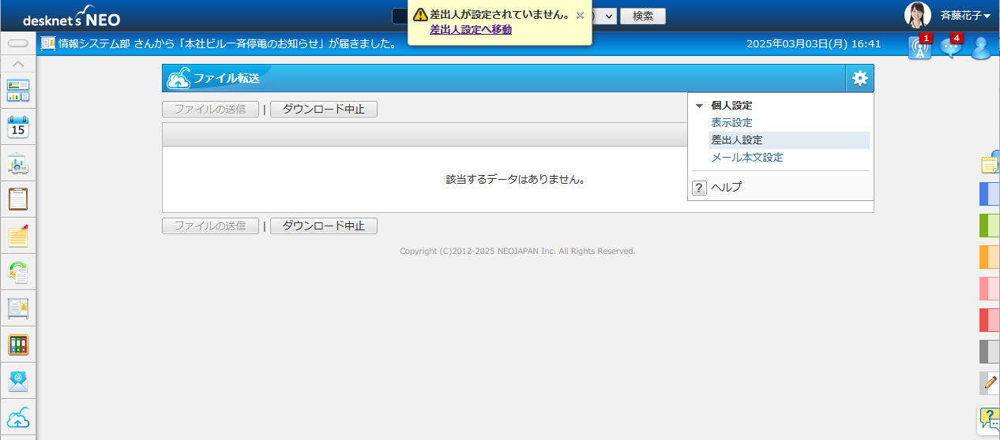 desknet's NEO
差出人が設定されていません。
差出人設定へ移動
)
検索
斉藤花子
情報システム部 さんから「本社ビル一斉停電のお知らせ」が届きました。
2025年03月03日(月) 16:41
1
4
ファイル転送
ファイルの送信 | ダウンロード中止
個人設定
表示設定
差出人設定
メール本文設定
? ヘルプ
15
該当するデータはありません。
ファイルの送信 | ダウンロード中止
Copyright (C)2012-2025 NEOJAPAN Inc. All Rights Reserved.
@
?